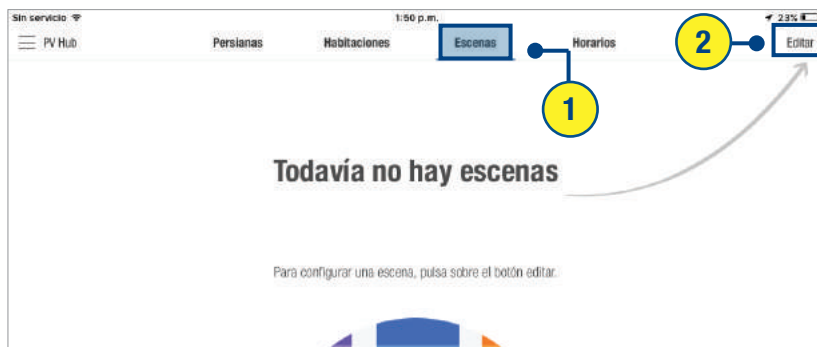 Sin servicio 1:50 p.m. 23%
PV Hub Persianas Habitaciones Escenas Horarios 2 Editar
1
Todavía no hay escenas
Para configurar una escena, pulsa sobre el botón editar.